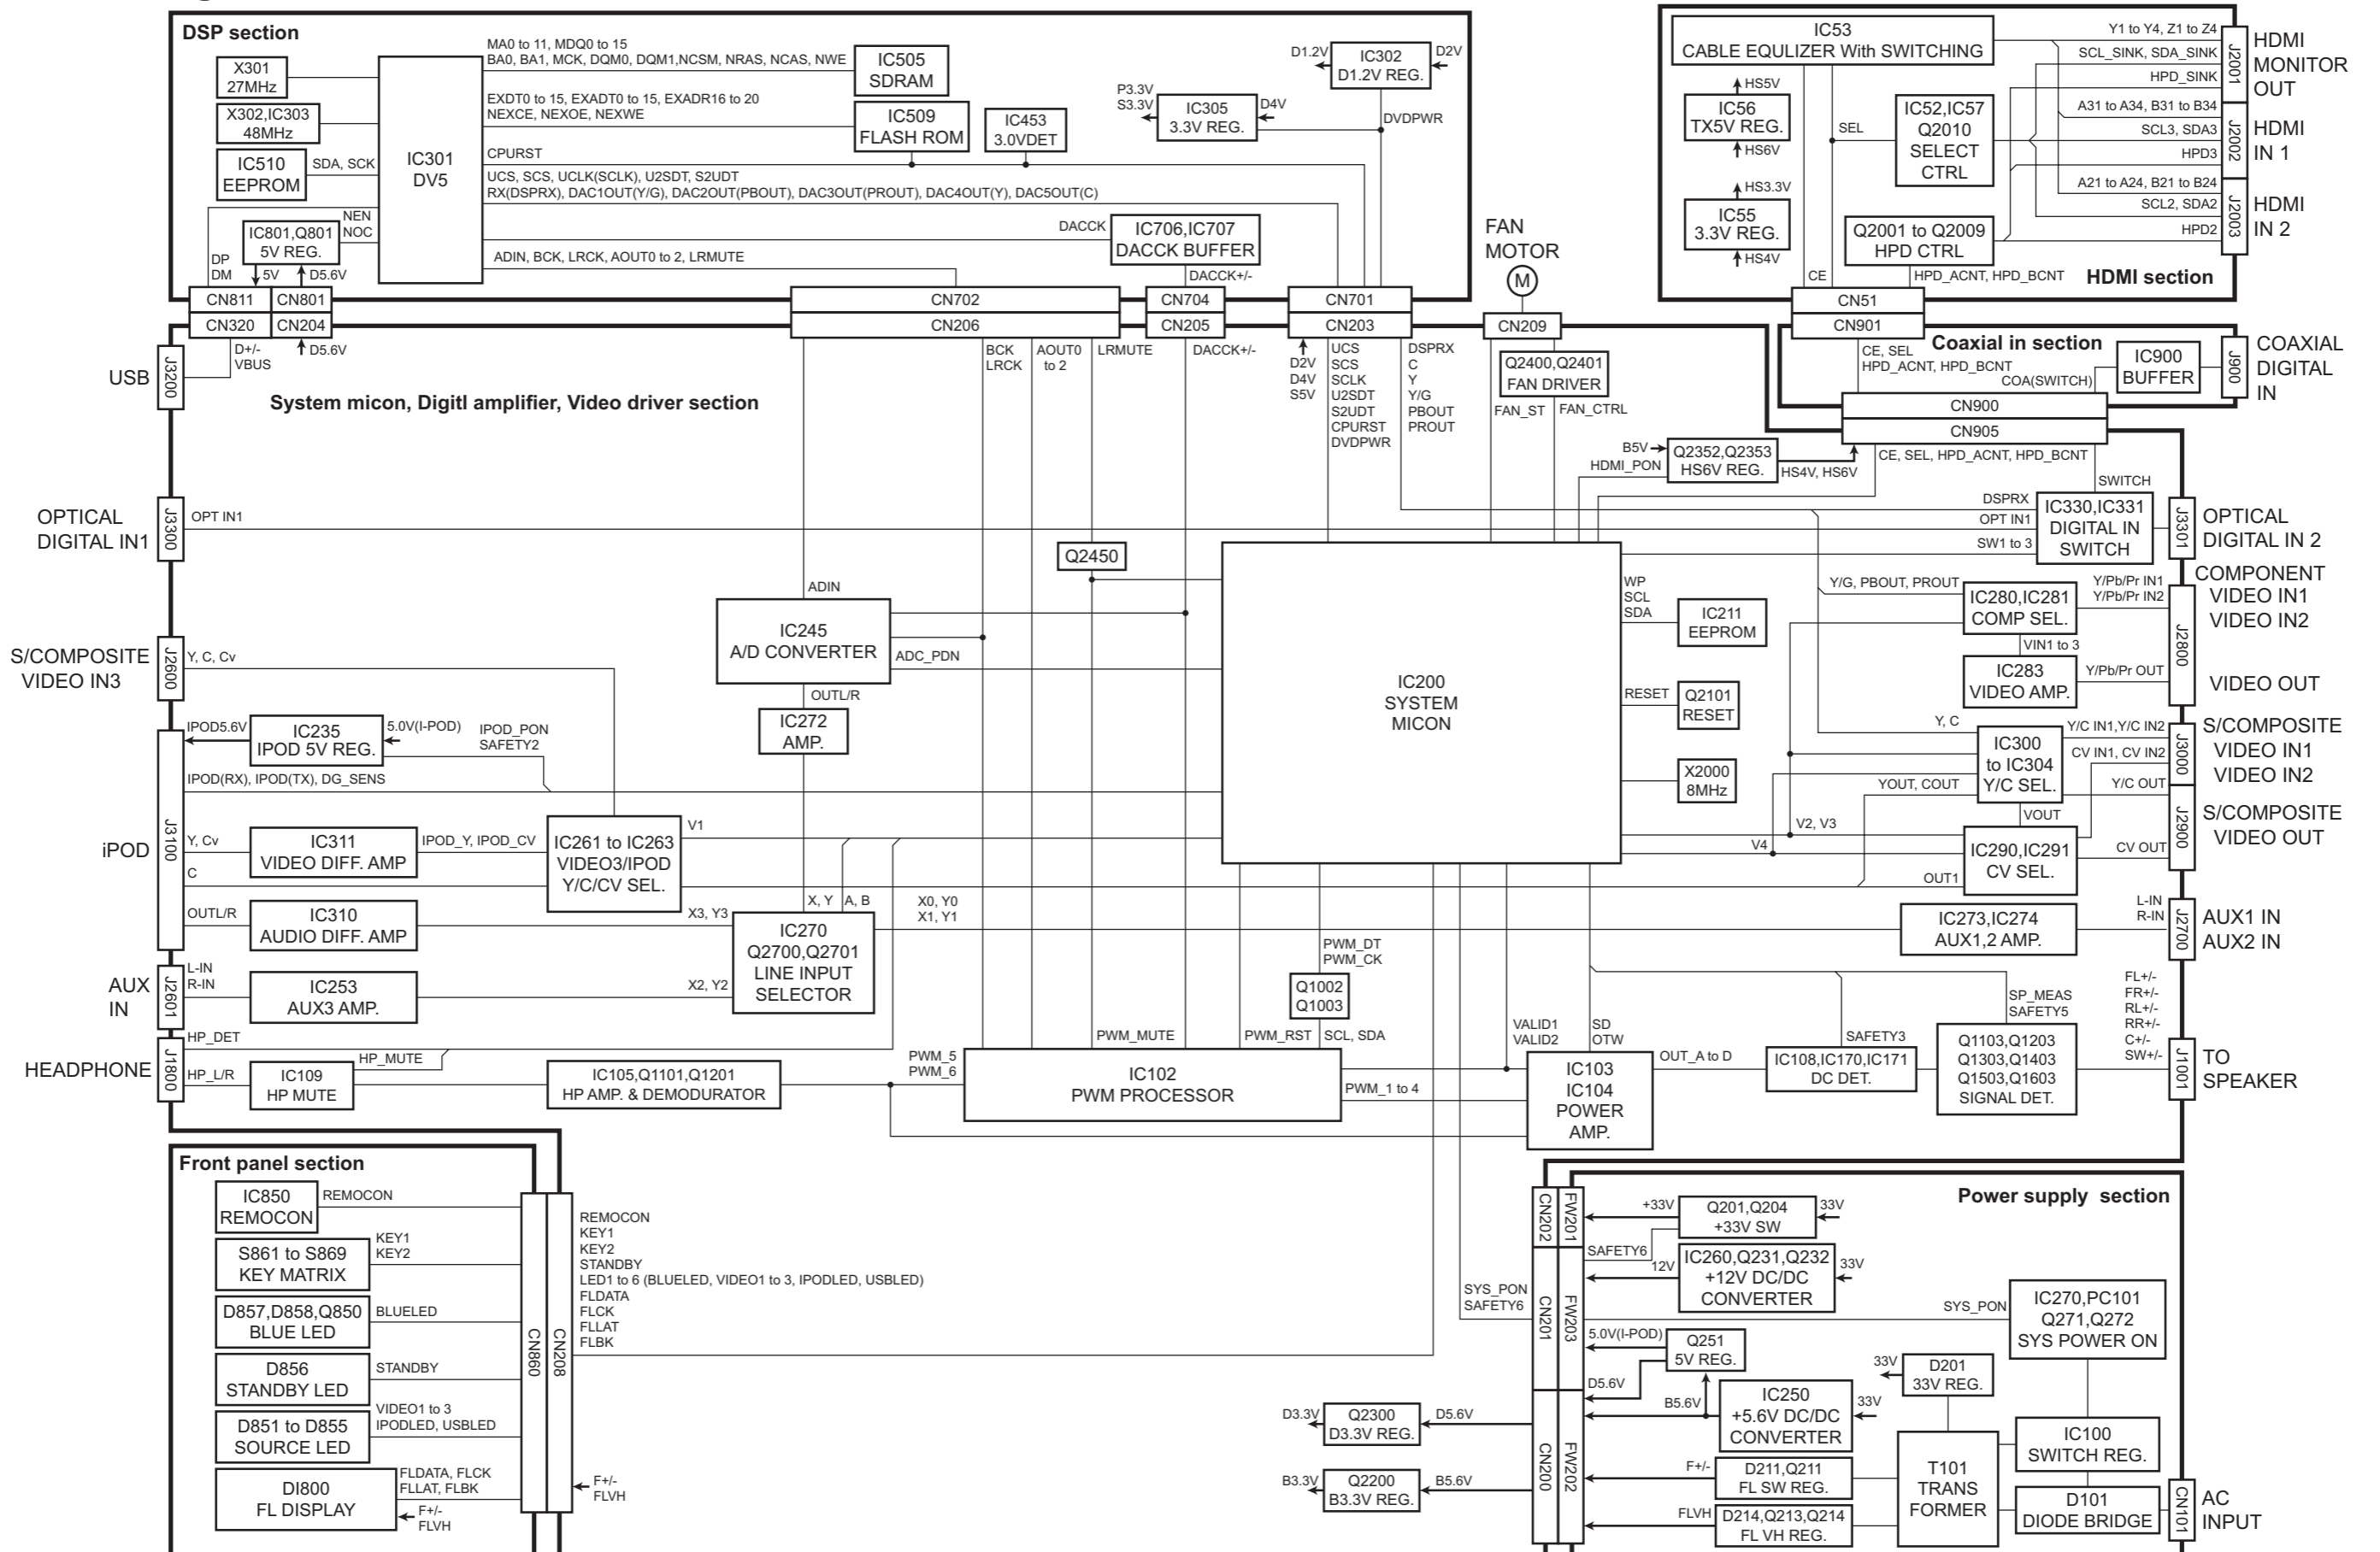 DSP section
X301
27MHz
X302,IC303
48MHz
IC510
EEPROM
SDA, SCK
IC801,Q801
5V REG.
NEN
NOC
DP
DM
5V
D5.6V
IC301
DV5
MA0 to 11, MDQ0 to 15
BA0, BA1, MCK, DQM0, DQM1,NCSM, NRAS, NCAS, NWE
IC505
SDRAM
EXDT0 to 15, EXADT0 to 15, EXADR16 to 20
NEXCE, NEXOE, NEXWE
IC509
FLASH ROM
IC453
3.0VDET
CPURST
UCS, SCS, UCLK(SCLK), U2SDT, S2UDT
RX(DSPRX), DAC1OUT(Y/G), DAC2OUT(PBOUT), DAC3OUT(PROUT), DAC4OUT(Y), DAC5OUT(C)
DACCK
IC706,IC707
DACCK BUFFER
DACCK+/-
ADIN, BCK, LRCK, AOUT0 to 2, LRMUTE
D1.2V
IC302
D1.2V REG.
D2V
P3.3V
S3.3V
IC305
3.3V REG.
D4V
DVDPWR
CN811
CN801
CN702
CN704
CN701
FAN
MOTOR
M
IC53
CABLE EQULIZER With SWITCHING
HS5V
IC56
TX5V REG.
HS6V
HS3.3V
IC55
3.3V REG.
HS4V
SEL
IC52,IC57
Q2010
SELECT
CTRL
Q2001 to Q2009
HPD CTRL
CE
HPD_ACNT, HPD_BCNT
Y1 to Y4, Z1 to Z4
SCL_SINK, SDA_SINK
HPD_SINK
A31 to A34, B31 to B34
SCL3, SDA3
HPD3
A21 to A24, B21 to B24
SCL2, SDA2
HPD2
J2001
J2002
J2003
HDMI
MONITOR
OUT
HDMI
IN 1
HDMI
IN 2
HDMI section
CN51
CN320
CN204
CN206
CN205
CN203
CN209
CN901
Coaxial in section
CE, SEL
HPD_ACNT, HPD_BCNT
COA(SWITCH)
IC900
BUFFER
J900
COAXIAL
DIGITAL
IN
CN900
CN905
USB
J3200
D+/-
VBUS
D5.6V
System micon, Digitl amplifier, Video driver section
BCK
LRCK
AOUT0
to 2
LRMUTE
DACCK+/-
D2V
D4V
S5V
UCS
SCS
SCLK
U2SDT
S2UDT
CPURST
DVDPWR
DSPRX
C
Y
Y/G
PBOUT
PROUT
Q2400,Q2401
FAN DRIVER
FAN_ST
FAN_CTRL
B5V
HDMI_PON
Q2352,Q2353
HS6V REG.
HS4V, HS6V
CE, SEL, HPD_ACNT, HPD_BCNT
SWITCH
OPTICAL
DIGITAL IN1
J3300
OPT IN1
DSPRX
OPT IN1
SW1 to 3
IC330,IC331
DIGITAL IN
SWITCH
J3301
OPTICAL
DIGITAL IN 2
Q2450
ADIN
IC245
A/D CONVERTER
ADC_PDN
OUTL/R
IC272
AMP.
IC200
SYSTEM
MICON
WP
SCL
SDA
IC211
EEPROM
RESET
Q2101
RESET
X2000
8MHz
Y/G, PBOUT, PROUT
IC280,IC281
COMP SEL.
Y/Pb/Pr IN1
Y/Pb/Pr IN2
VIN1 to 3
IC283
VIDEO AMP.
Y/Pb/Pr OUT
J2800
COMPONENT
VIDEO IN1
VIDEO IN2
VIDEO OUT
Y, C
IC300
to IC304
Y/C SEL.
YOUT, COUT
Y/C IN1,Y/C IN2
CV IN1, CV IN2
Y/C OUT
J3000
S/COMPOSITE
VIDEO IN1
VIDEO IN2
V2, V3
V4
VOUT
IC290,IC291
CV SEL.
OUT1
CV OUT
J2900
S/COMPOSITE
VIDEO OUT
S/COMPOSITE
VIDEO IN3
J2600
Y, C, Cv
IPOD5.6V
IC235
IPOD 5V REG.
5.0V(I-POD)
IPOD_PON
SAFETY2
IPOD(RX), IPOD(TX), DG_SENS
iPOD
J3100
Y, Cv
IC311
VIDEO DIFF. AMP
IPOD_Y, IPOD_CV
C
IC261 to IC263
VIDEO3/IPOD
Y/C/CV SEL.
V1
OUTL/R
IC310
AUDIO DIFF. AMP
X3, Y3
X, Y
A, B
X0, Y0
X1, Y1
IC270
Q2700,Q2701
LINE INPUT
SELECTOR
AUX
IN
J2601
L-IN
R-IN
IC253
AUX3 AMP.
X2, Y2
IC273,IC274
AUX1,2 AMP.
L-IN
R-IN
J2700
AUX1 IN
AUX2 IN
HEADPHONE
J1800
HP_DET
HP_L/R
IC109
HP MUTE
HP_MUTE
IC105,Q1101,Q1201
HP AMP. & DEMODURATOR
PWM_5
PWM_6
PWM_MUTE
PWM_RST
PWM_DT
PWM_CK
Q1002
Q1003
SCL, SDA
IC102
PWM PROCESSOR
PWM_1 to 4
VALID1
VALID2
SD
OTW
IC103
IC104
POWER
AMP.
OUT_A to D
SAFETY3
IC108,IC170,IC171
DC DET.
SP_MEAS
SAFETY5
Q1103,Q1203
Q1303,Q1403
Q1503,Q1603
SIGNAL DET.
FL+/-
FR+/-
RL+/-
RR+/-
C+/-
SW+/-
J1001
TO
SPEAKER
Front panel section
IC850
REMOCON
REMOCON
S861 to S869
KEY MATRIX
KEY1
KEY2
D857,D858,Q850
BLUE LED
BLUELED
D856
STANDBY LED
STANDBY
D851 to D855
SOURCE LED
VIDEO1 to 3
IPODLED, USBLED
DI800
FL DISPLAY
FLDATA, FLCK
FLLAT, FLBK
F+/-
FLVH
CN860
CN208
REMOCON
KEY1
KEY2
STANDBY
LED1 to 6 (BLUELED, VIDEO1 to 3, IPODLED, USBLED)
FLDATA
FLCK
FLLAT
FLBK
F+/-
FLVH
SYS_PON
SAFETY6
D3.3V
Q2300
D3.3V REG.
D5.6V
B3.3V
Q2200
B3.3V REG.
B5.6V
CN202
CN201
CN200
FW201
FW203
FW202
Power supply section
+33V
Q201,Q204
+33V SW
33V
SAFETY6
12V
IC260,Q231,Q232
+12V DC/DC
CONVERTER
33V
SYS_PON
IC270,PC101
Q271,Q272
SYS POWER ON
5.0V(I-POD)
Q251
5V REG.
D5.6V
B5.6V
IC250
+5.6V DC/DC
CONVERTER
33V
33V
D201
33V REG.
F+/-
D211,Q211
FL SW REG.
FLVH
D214,Q213,Q214
FL VH REG.
T101
TRANS
FORMER
IC100
SWITCH REG.
D101
DIODE BRIDGE
CN101
AC
INPUT